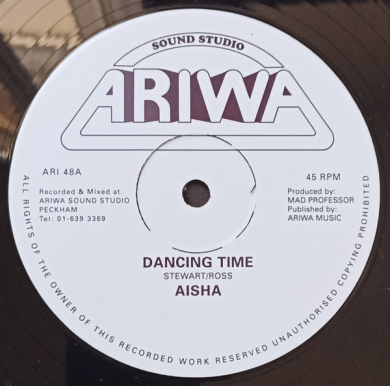 SOUND STUDIO
ARIWA
ARI 48A
45 RPM
Recorded & Mixed at:
ARIWA SOUND STUDIO
PECKHAM
Tel: 01-639 3369
Produced by:
MAD PROFESSOR
Published by:
ARIWA MUSIC
DANCING TIME
STEWART/ROSS
AISHA
ALL RIGHTS OF THE OWNER OF THIS RECORDED WORK RESERVED UNAUTHORISED COPYING PROHIBITED